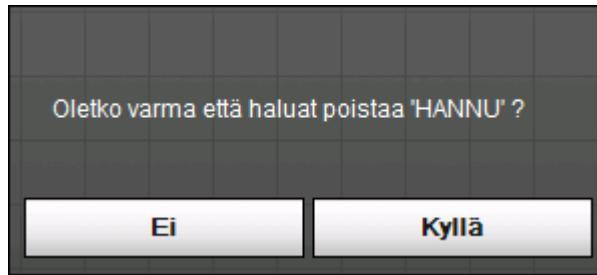 Oletko varma että haluat poistaa 'HANNU' ?
Ei
Kyllä